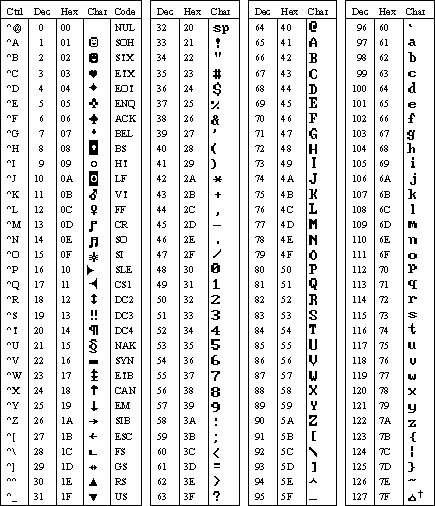 Ctrl Dec Hex Char Code Dec Hex Char Dec Hex Char Dec Hex Char
^@ 0 00 NUL 32 20 sp 64 40 @ 96 60 `
^A 1 01 ☺ SOH 33 21 ! 65 41 A 97 61 a
^B 2 02 ☻ SIX 34 22 " 66 42 B 98 62 b
^C 3 03 ♥ EIX 35 23 # 67 43 C 99 63 c
^D 4 04 ♦ EOI 36 24 $ 68 44 D 100 64 d
^E 5 05 ♣ ENQ 37 25 % 69 45 E 101 65 e
^F 6 06 ♠ ACK 38 26 & 70 46 F 102 66 f
^G 7 07 • BEL 39 27 ' 71 47 G 103 67 g
^H 8 08 ◘ BS 40 28 ( 72 48 H 104 68 h
^I 9 09 ○ HI 41 29 ) 73 49 I 105 69 i
^J 10 0A ◙ LF 42 2A * 74 4A J 106 6A j
^K 11 0B ♂ VI 43 2B + 75 4B K 107 6B k
^L 12 0C ♀ FF 44 2C , 76 4C L 108 6C l
^M 13 0D ♪ CR 45 2D – 77 4D M 109 6D m
^N 14 0E ♫ SO 46 2E . 78 4E N 110 6E n
^O 15 0F ☼ SI 47 2F / 79 4F O 111 6F o
^P 16 10 ► SLE 48 30 0 80 50 P 112 70 p
^Q 17 11 ◄ CS1 49 31 1 81 51 Q 113 71 q
^R 18 12 ↕ DC2 50 32 2 82 52 R 114 72 r
^S 19 13 ‼ DC3 51 33 3 83 53 S 115 73 s
^I 20 14 ¶ DC4 52 34 4 84 54 T 116 74 t
^U 21 15 § NAK 53 35 5 85 55 U 117 75 u
^V 22 16 ▬ SYN 54 36 6 86 56 V 118 76 v
^W 23 17 ↨ EIB 55 37 7 87 57 W 119 77 w
^X 24 18 ↑ CAN 56 38 8 88 58 X 120 78 x
^Y 25 19 ↓ EM 57 39 9 89 59 Y 121 79 y
^Z 26 1A → SIB 58 3A : 90 5A Z 122 7A z
^[ 27 1B ← ESC 59 3B ; 91 5B [ 123 7B {
^\ 28 1C ∟ FS 60 3C < 92 5C \ 124 7C ¦
^] 29 1D ↔ GS 61 3D = 93 5D ] 125 7D }
^^ 30 1E ▲ RS 62 3E > 94 5E ^ 126 7E ~
^_ 31 1F ▼ US 63 3F ? 95 5F _ 127 7F ⌂†